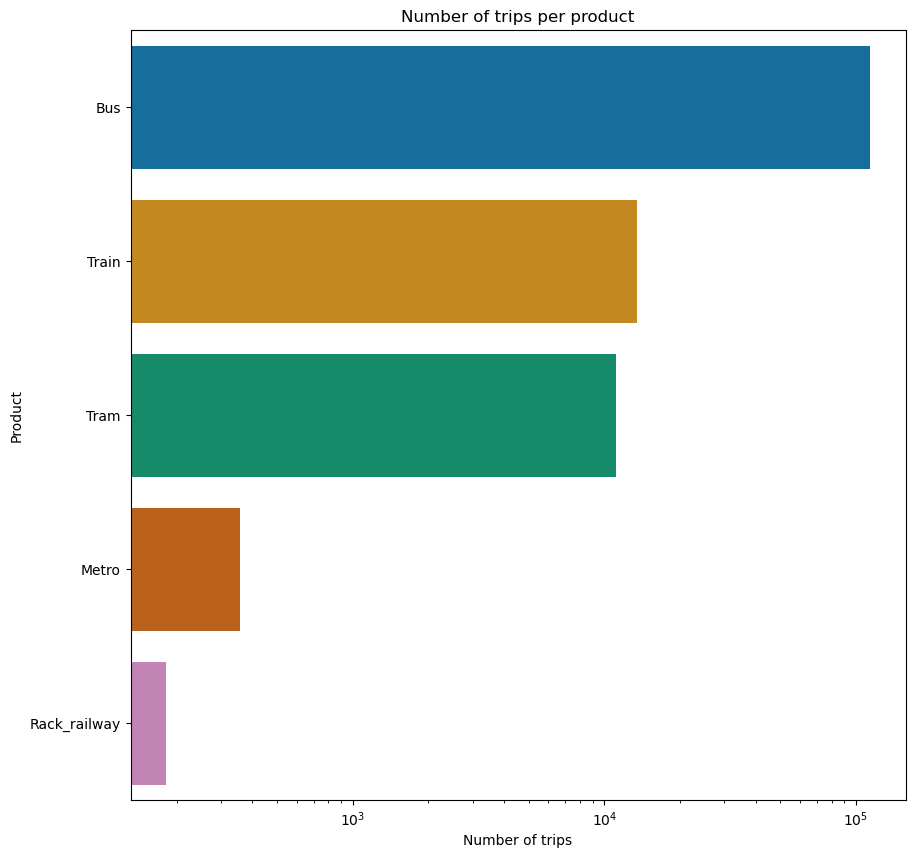 Number of trips per product
Bus
Train
Tram
Metro
Rack_railway
Product
10³
10⁴
10⁵
Number of trips